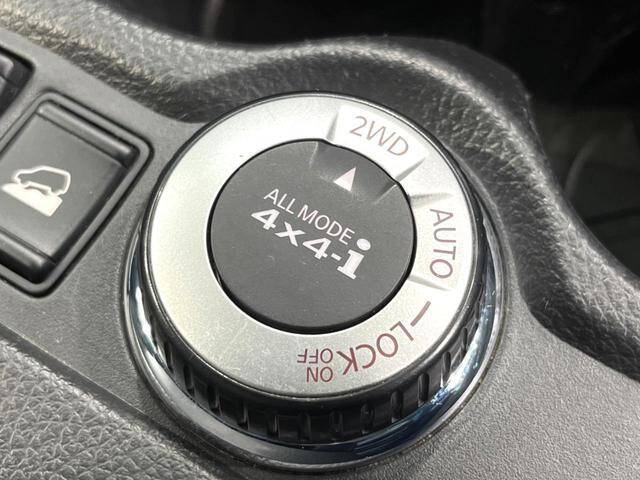 2WD
AUTO
LOCK
ON
OFF
ALL MODE
4x4-i